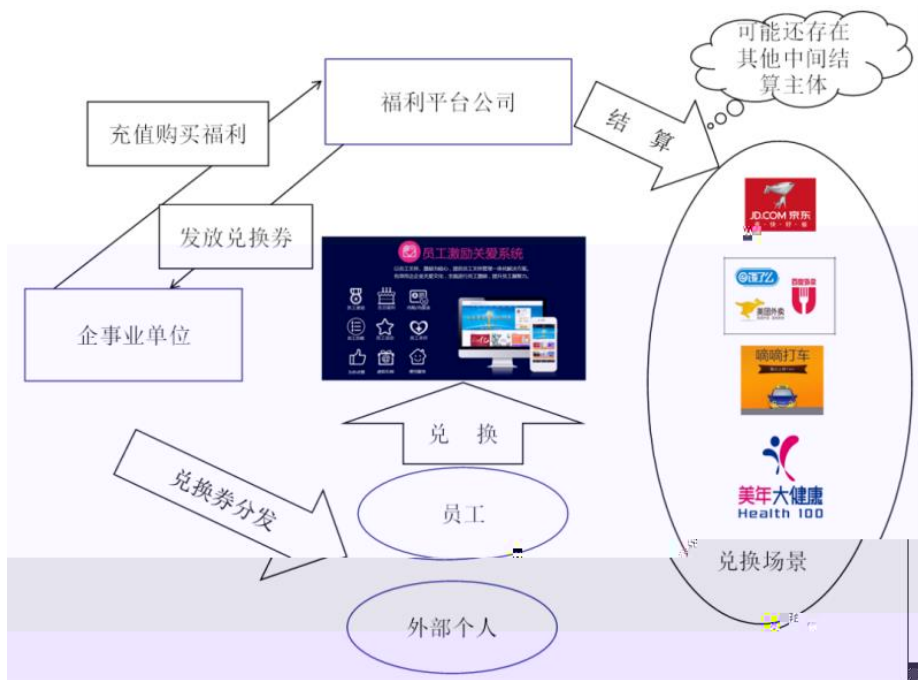 可能还存在
其他中间结
算主体
福利平台公司
充值购买福利
结 算
JD.COM 京东
多·快·好·省
发放兑换券
员工激励关爱系统
饿了么
百度外卖
美团外卖
企事业单位
嘀嘀打车
兑 换
兑换券分发
员工
美年大健康
Health 100
兑换场景
外部个人